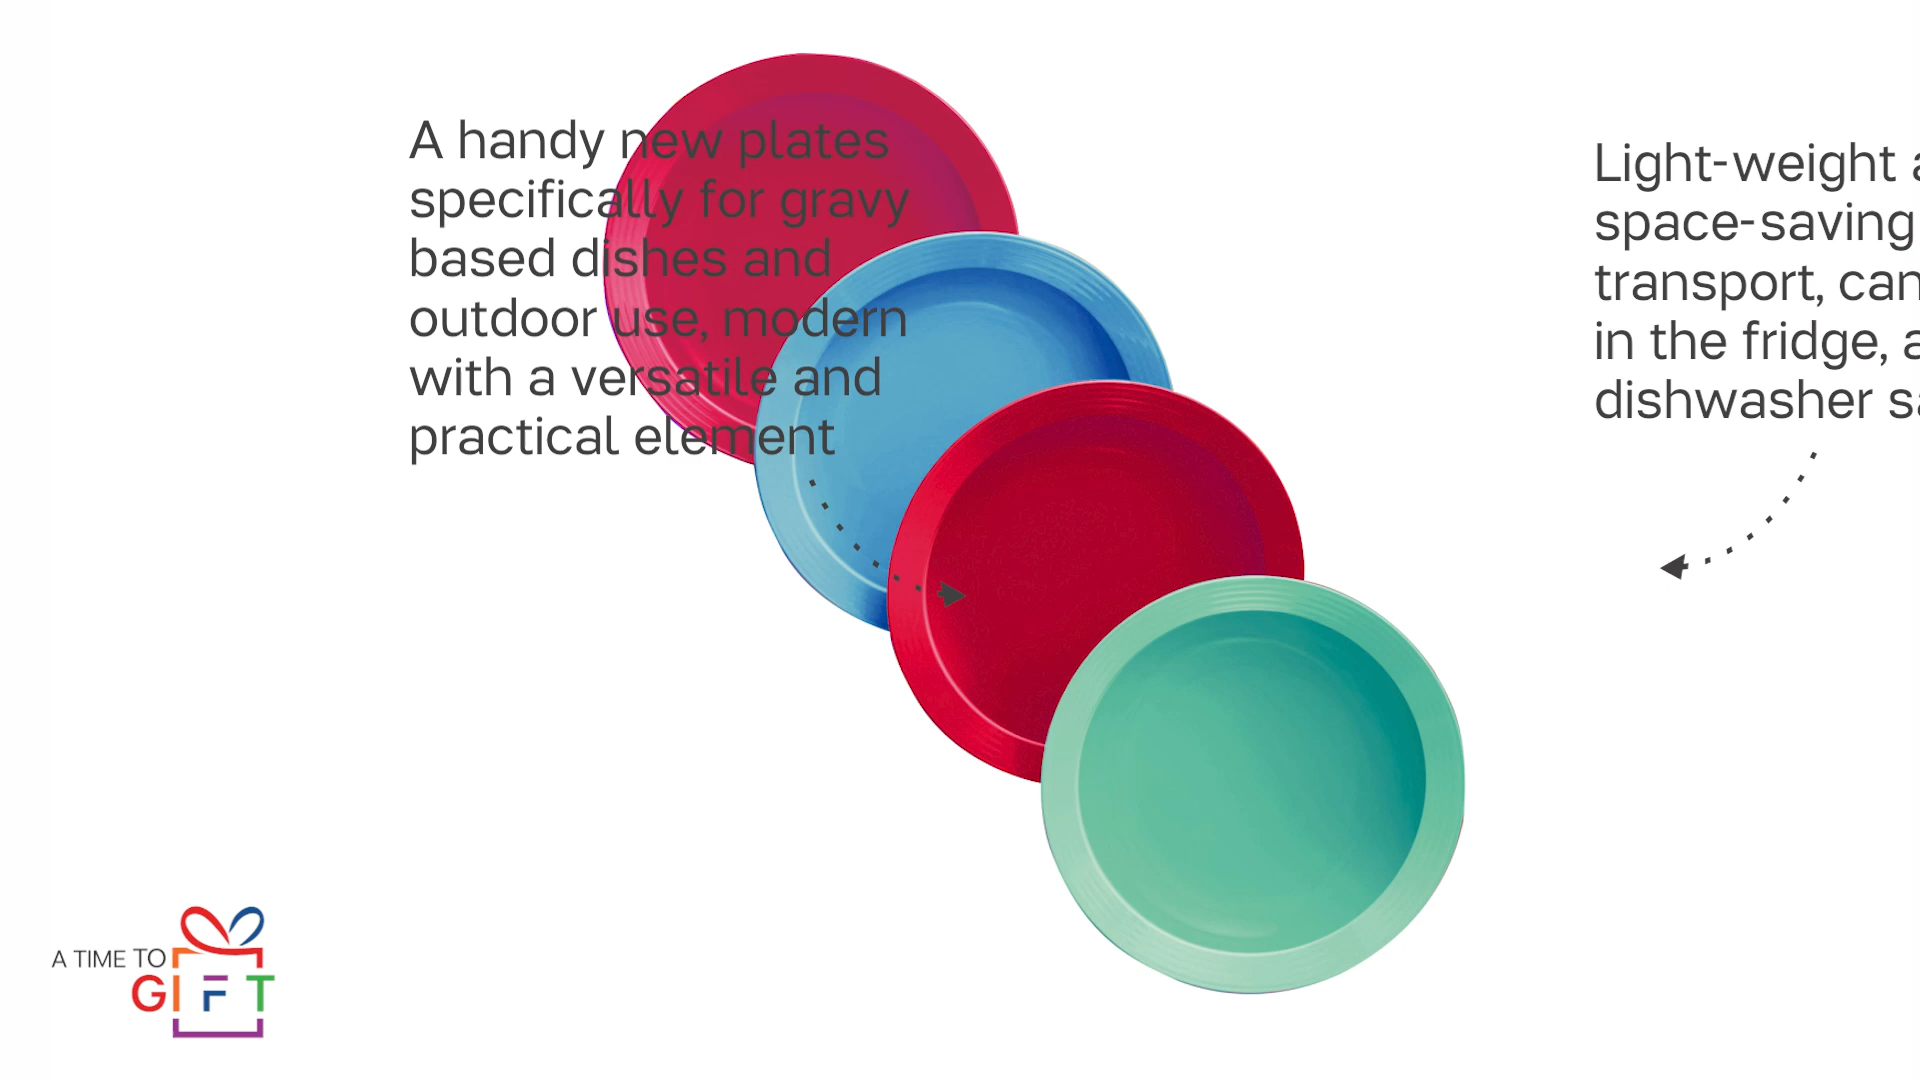 A handy new plates
specifically for gravy
based dishes and
outdoor use, modern
with a versatile and
practical element
Light-weight
space-saving
transport, can
in the fridge,
dishwasher
A TIME TO
GIFT